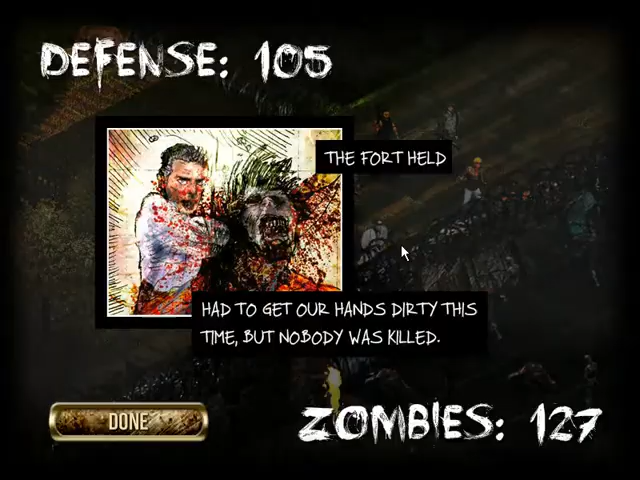 DEFENSE: 105
THE FORT HELD
HAD TO GET OUR HANDS DIRTY THIS
TIME, BUT NOBODY WAS KILLED.
DONE
ZOMBIES: 127